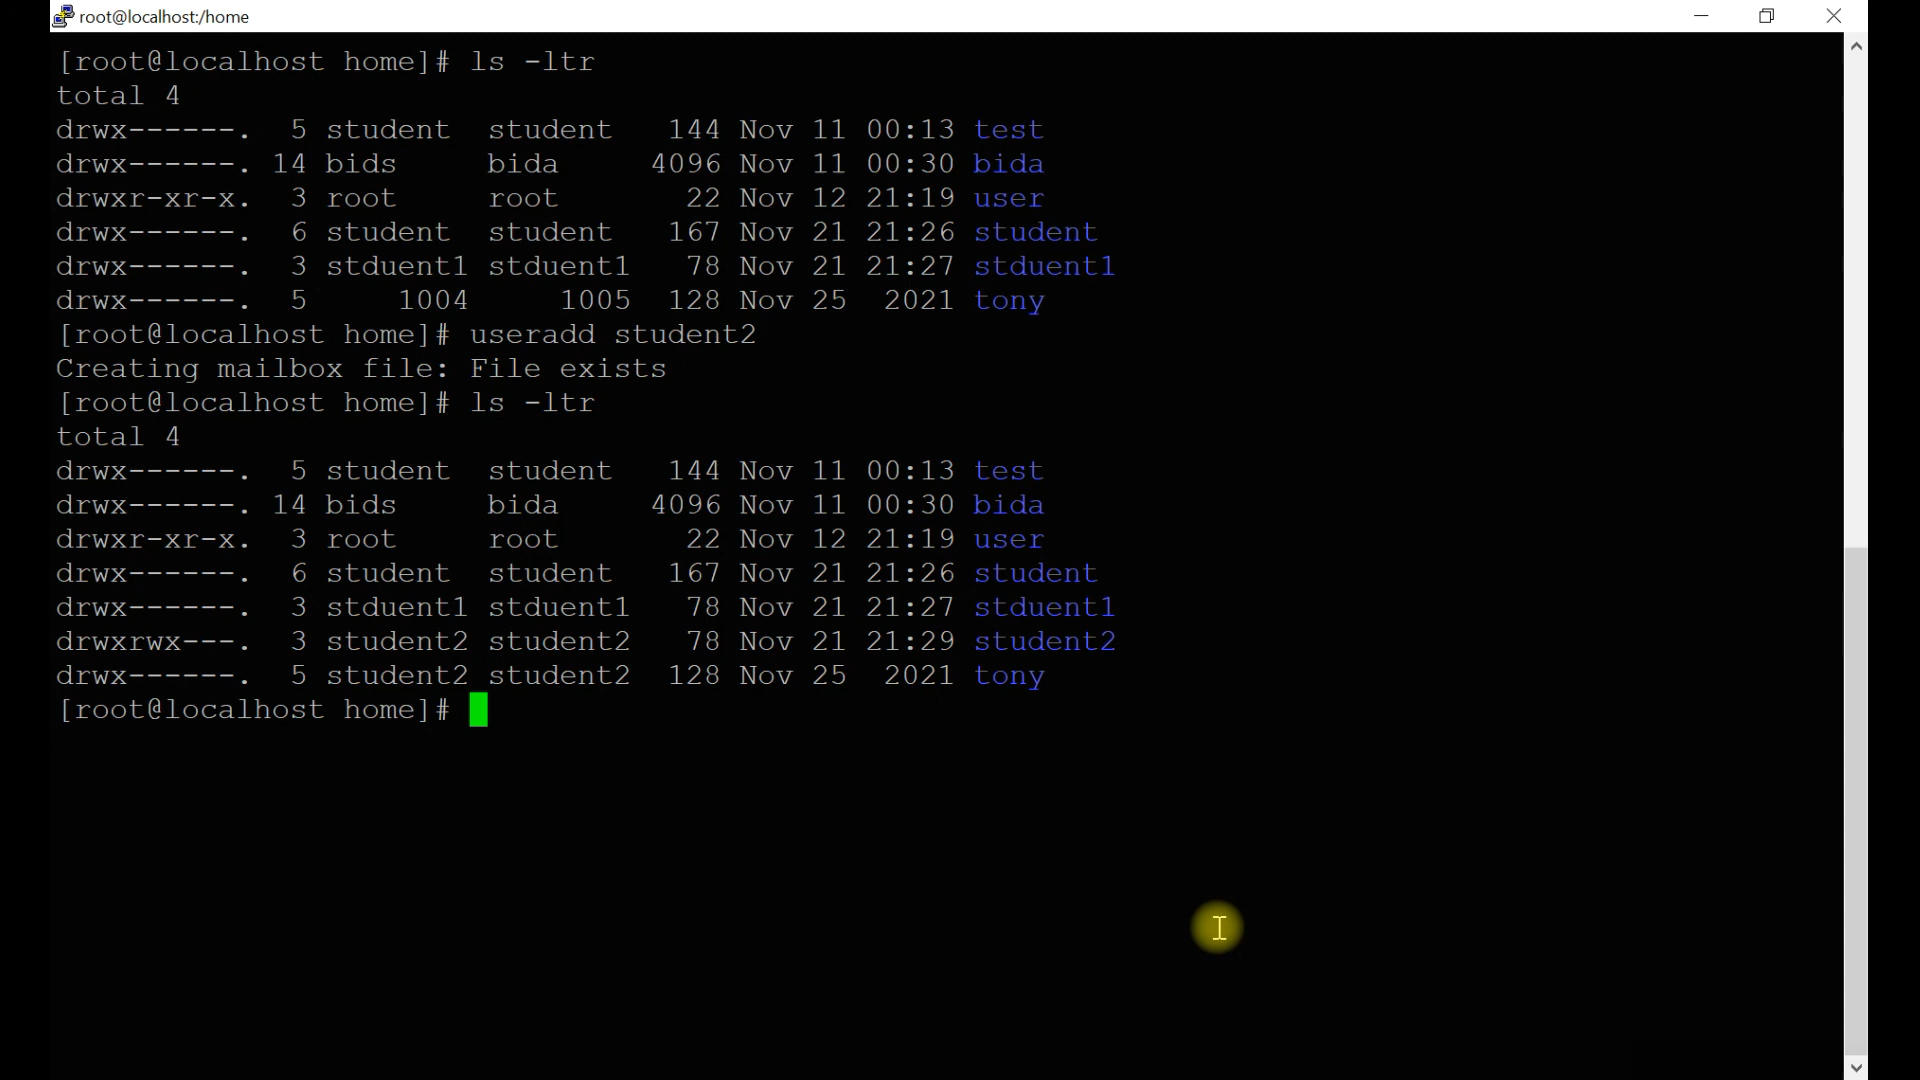 root@localhost:/home
[root@localhost home]# ls -ltr
total 4
drwx------.  5 student  student   144 Nov 11 00:13 test
drwx------. 14 bids     bida     4096 Nov 11 00:30 bida
drwxr-xr-x.  3 root     root       22 Nov 12 21:19 user
drwx------.  6 student  student   167 Nov 21 21:26 student
drwx------.  3 stduent1 stduent1   78 Nov 21 21:27 stduent1
drwx------.  5     1004     1005  128 Nov 25  2021 tony
[root@localhost home]# useradd student2
Creating mailbox file: File exists
[root@localhost home]# ls -ltr
total 4
drwx------.  5 student  student   144 Nov 11 00:13 test
drwx------. 14 bids     bida     4096 Nov 11 00:30 bida
drwxr-xr-x.  3 root     root       22 Nov 12 21:19 user
drwx------.  6 student  student   167 Nov 21 21:26 student
drwx------.  3 stduent1 stduent1   78 Nov 21 21:27 stduent1
drwxrwx---.  3 student2 student2   78 Nov 21 21:29 student2
drwx------.  5 student2 student2  128 Nov 25  2021 tony
[root@localhost home]#